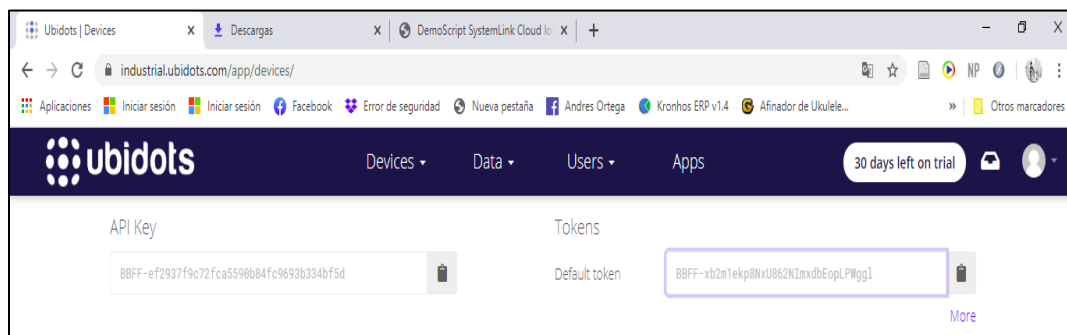 Ubidots | Devices
Descargas
DemoScript SystemLink Cloud Io
industrial.ubidots.com/app/devices/
NP
Aplicaciones Iniciar sesión Iniciar sesión Facebook Error de seguridad Nueva pestaña Andres Ortega Kronhos ERP v1.4 Afinador de Ukulele... » Otros marcadores
ubidots Devices Data Users Apps 30 days left on trial
API Key Tokens
BBFF-ef2937f9c72fca5590b84fc9693b334bf5d Default token BBFF-xb2m1ekp8NxU862NImxdbEopLPWggl
More